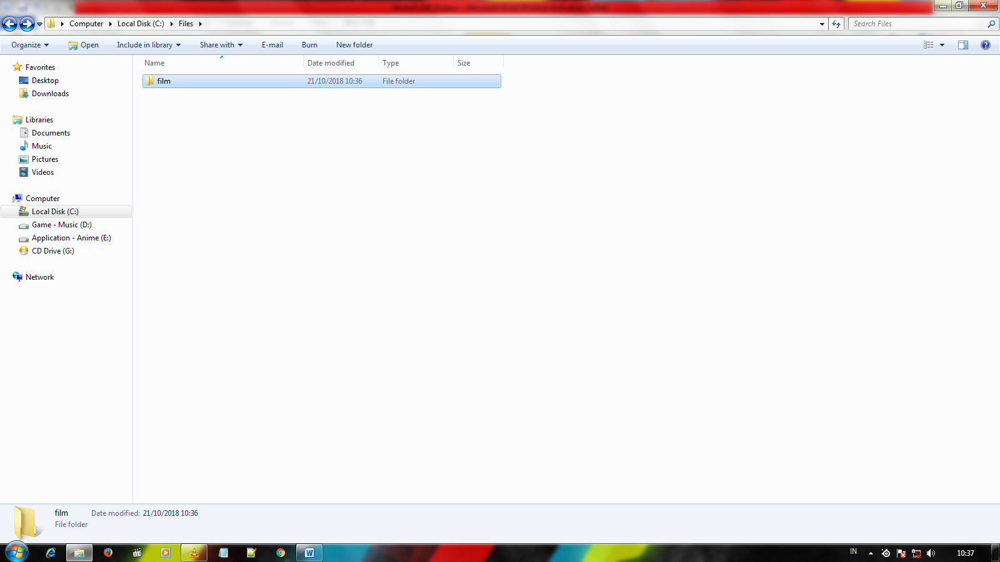 Computer Local Disk (C:) Files Search Files
Organize Open Include in library Share with E-mail Burn New folder
Name Date modified Type Size
film 21/10/2018 10:36 File folder
Favorites
Desktop
Downloads
Libraries
Documents
Music
Pictures
Videos
Computer
Local Disk (C:)
Game - Music (D:)
Application - Anime (E:)
CD Drive (G:)
Network
film Date modified: 21/10/2018 10:36
File folder
IN 10:37